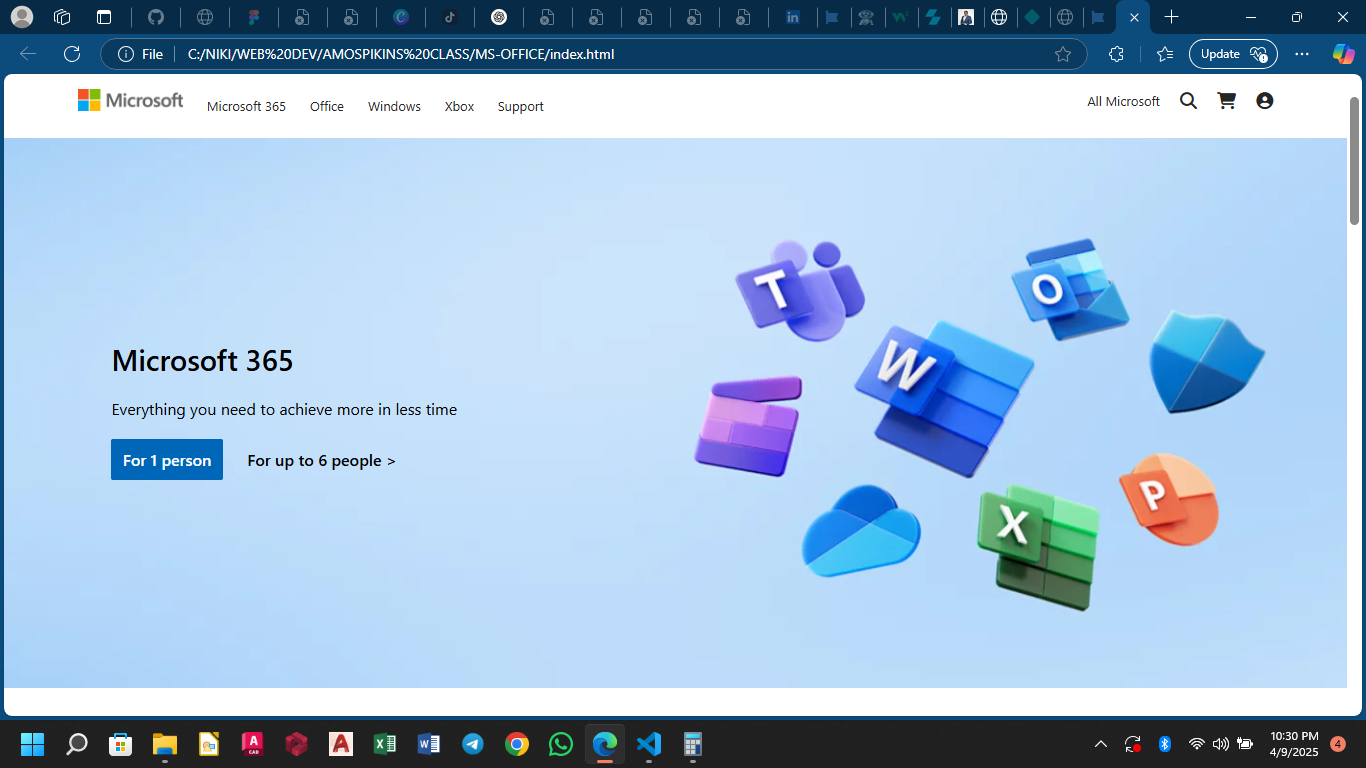 File
C:/NIKI/WEB%20DEV/AMOSPIKINS%20CLASS/MS-OFFICE/index.html
Update
Microsoft
Microsoft 365
Office
Windows
Xbox
Support
All Microsoft
T
O
W
Microsoft 365
Everything you need to achieve more in less time
For 1 person
For up to 6 people >
P
X
A
CAD
A
10:30 PM
4/9/2025
4